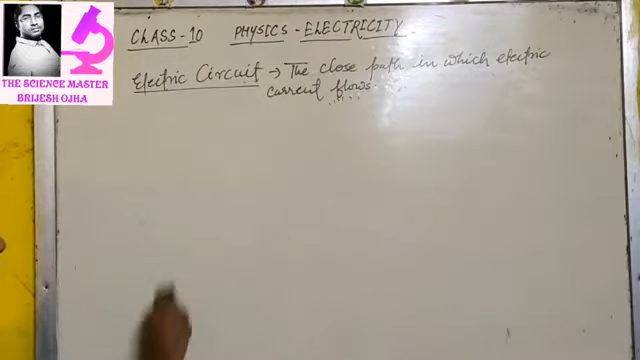 CLASS-10 PHYSICS - ELECTRICITY
Electric Circuit → The close path in which electric
current flows.
THE SCIENCE MASTER
BRIJESH OJHA